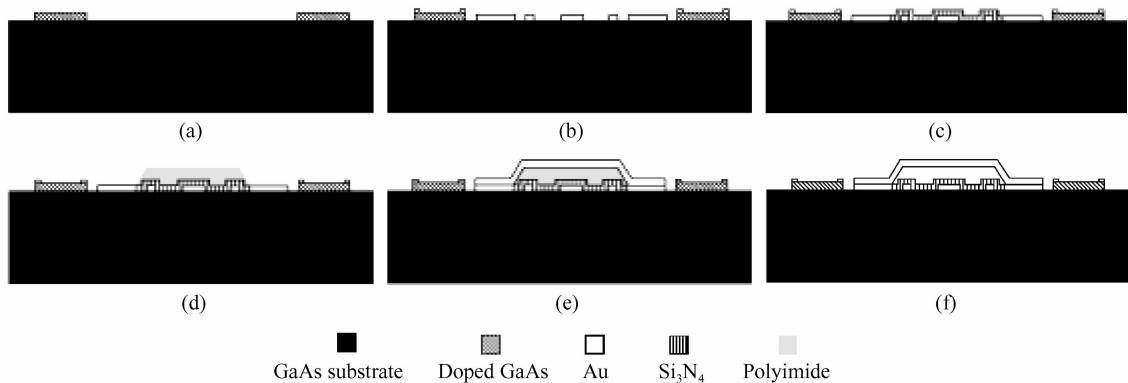 (a) (b) (c)
(d) (e) (f)
GaAs substrate Doped GaAs Au Si₃N₄ Polyimide